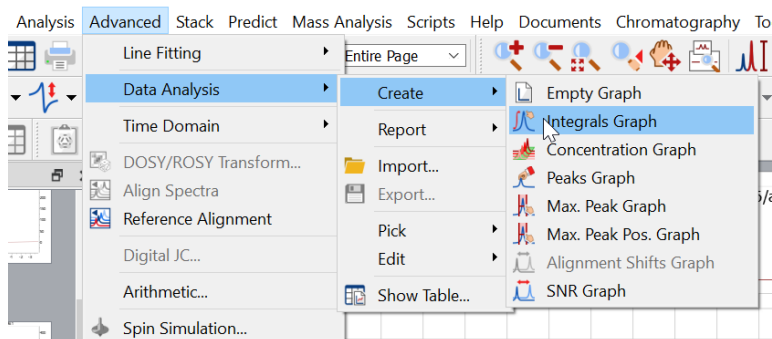 Analysis Advanced Stack Predict Mass Analysis Scripts Help Documents Chromatography To
Line Fitting
Entire Page
Data Analysis
Create
Empty Graph
Integrals Graph
Time Domain
Report
Concentration Graph
DOSY/ROSY Transform...
Import...
Peaks Graph
Align Spectra
Export...
Max. Peak Graph
Reference Alignment
Pick
Max. Peak Pos. Graph
Digital JC...
Edit
Alignment Shifts Graph
Arithmetic...
Show Table...
SNR Graph
Spin Simulation...